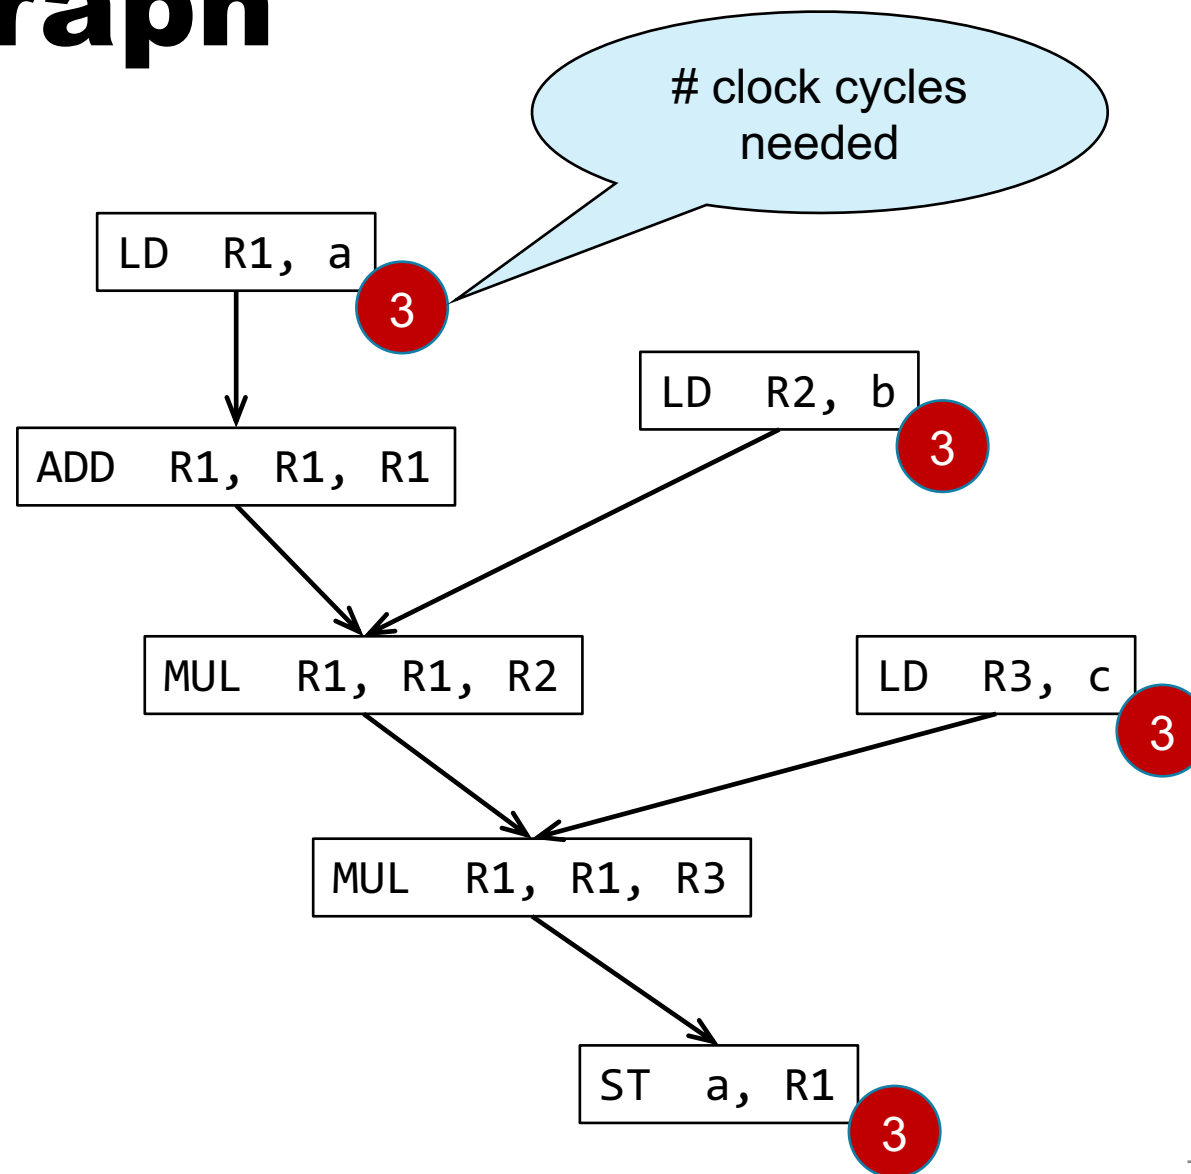 raph
# clock cycles
needed
LD R1, a
3
LD R2, b
3
ADD R1, R1, R1
MUL R1, R1, R2
LD R3, c
3
MUL R1, R1, R3
ST a, R1
3